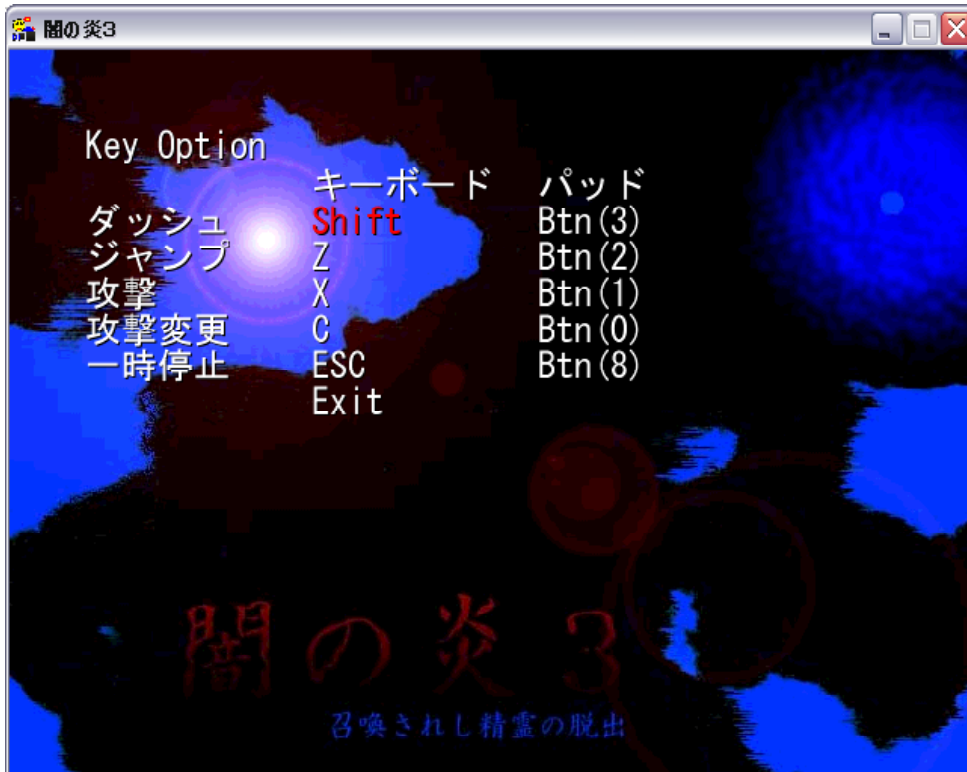 闇の炎3
Key Option
キーボード パッド
ダッシュ Shift Btn(3)
ジャンプ Z Btn(2)
攻撃 X Btn(1)
攻撃変更 C Btn(0)
一時停止 ESC Btn(8)
Exit
闇の炎3
召喚されし精霊の脱出